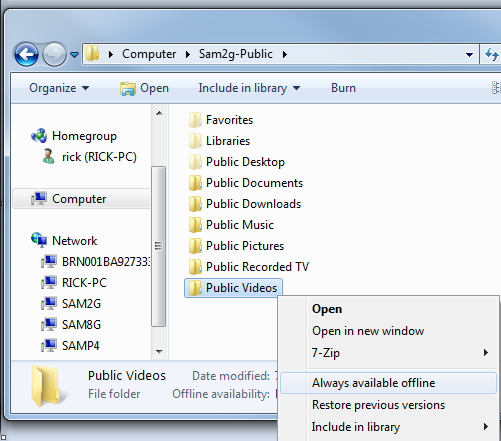 Computer Sam2g-Public
Organize Open Include in library Burn
Homegroup
rick (RICK-PC)
Computer
Network
BRN001BA927333
RICK-PC
SAM2G
SAM8G
SAMP4
Favorites
Libraries
Public Desktop
Public Documents
Public Downloads
Public Music
Public Pictures
Public Recorded TV
Public Videos
Open
Open in new window
7-Zip
Always available offline
Restore previous versions
Include in library
Public Videos Date modified: 7
File folder Offline availability: